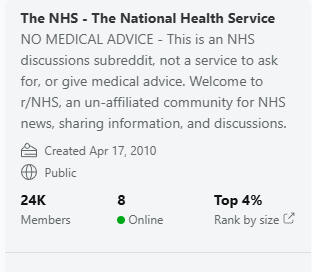 The NHS - The National Health Service
NO MEDICAL ADVICE - This is an NHS
discussions subreddit, not a service to ask
for, or give medical advice. Welcome to
r/NHS, an un-affiliated community for NHS
news, sharing information, and discussions.
Created Apr 17, 2010
Public
24K 8 Top 4%
Members Online Rank by size